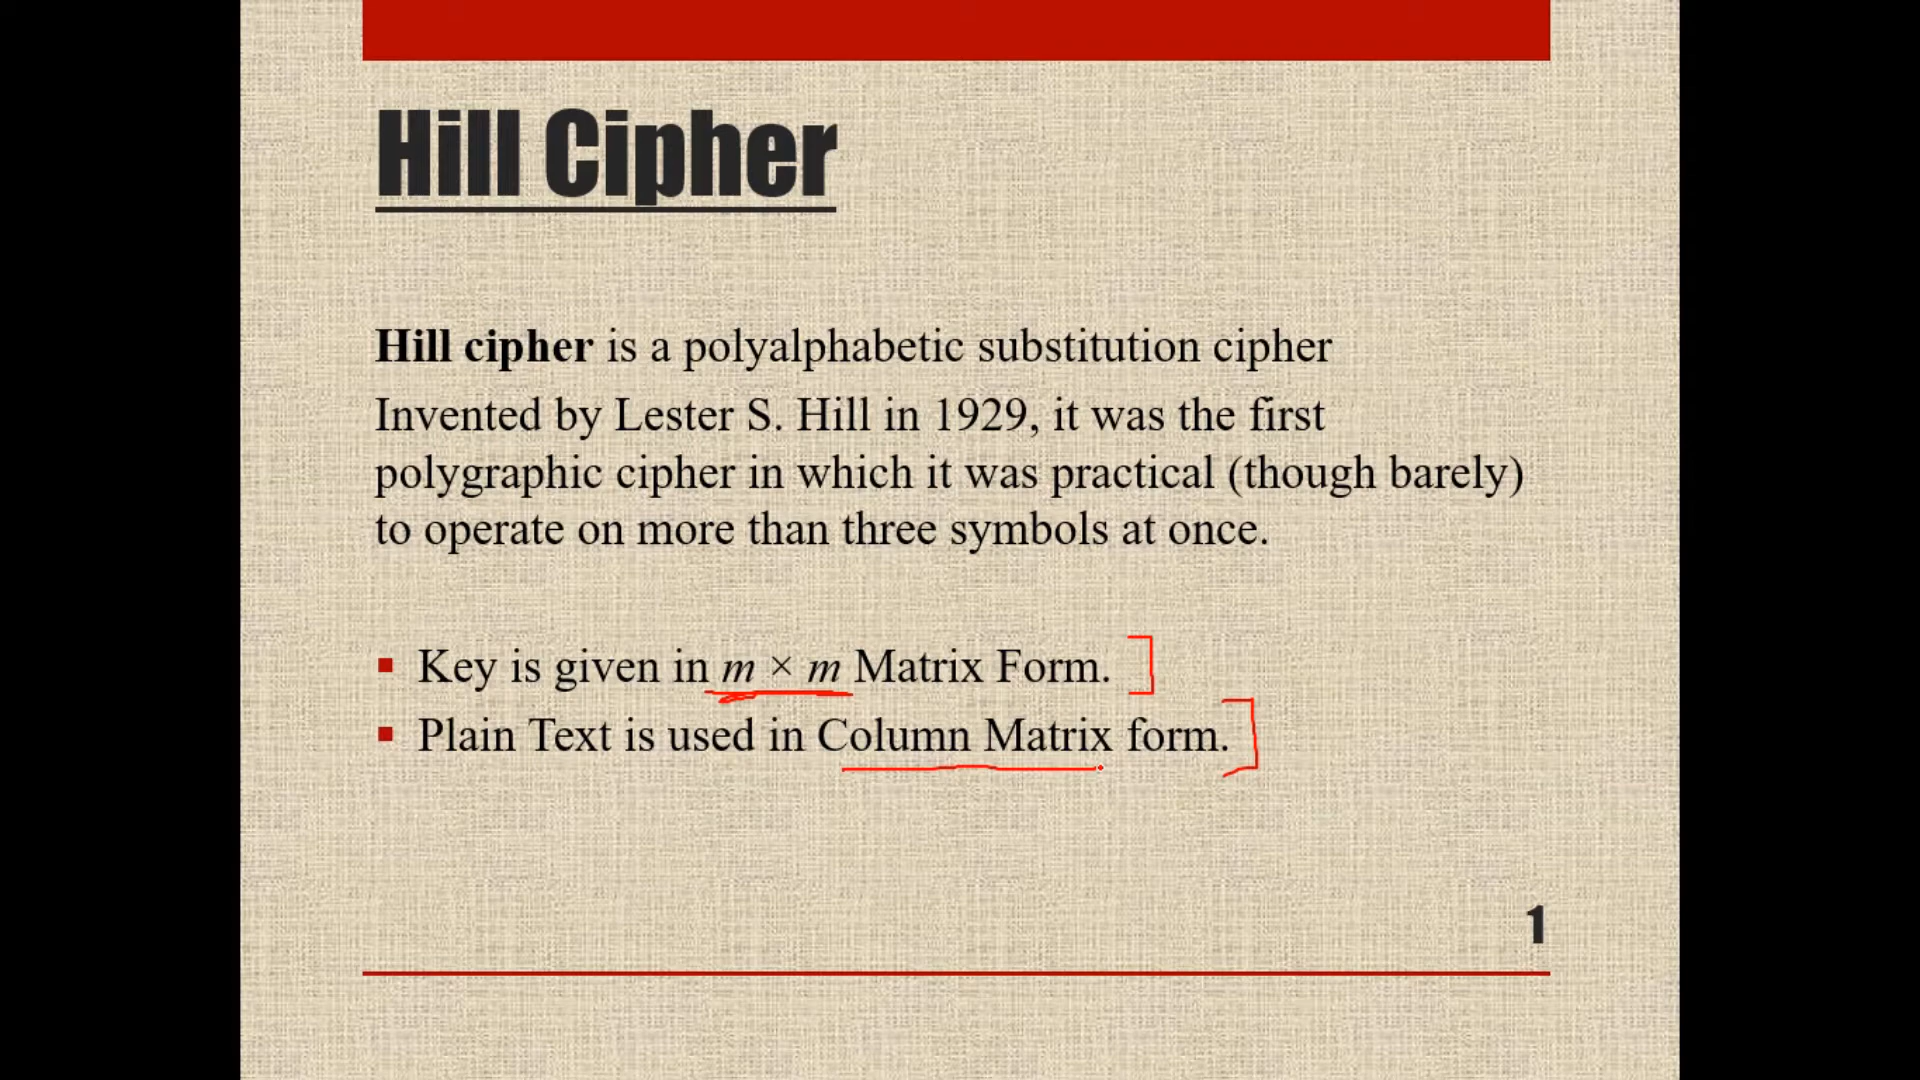 Hill Cipher
Hill cipher is a polyalphabetic substitution cipher
Invented by Lester S. Hill in 1929, it was the first
polygraphic cipher in which it was practical (though barely)
to operate on more than three symbols at once.
▪ Key is given in m × m Matrix Form.
▪ Plain Text is used in Column Matrix form.
1